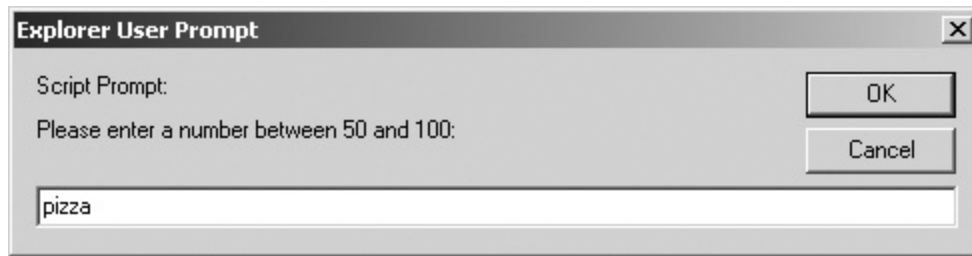 Explorer User Prompt
Script Prompt:
OK
Please enter a number between 50 and 100:
Cancel
pizza